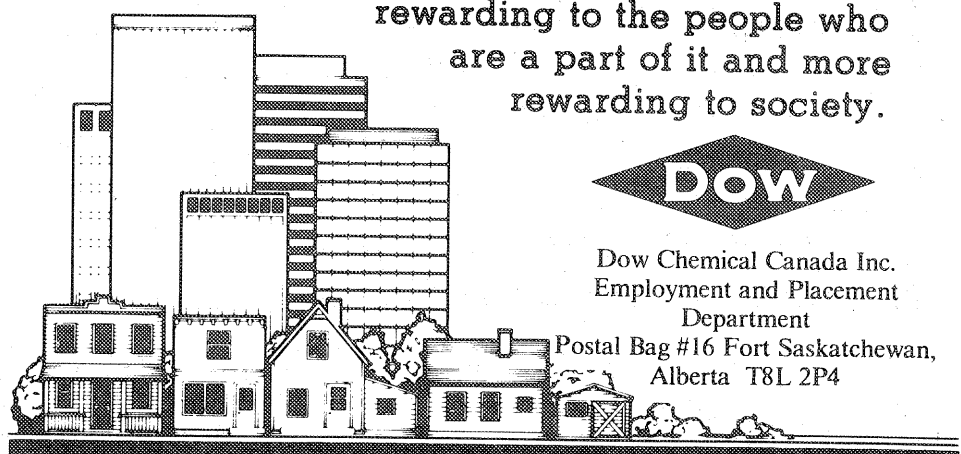 rewarding to the people who
are a part of it and more
rewarding to society.
DOW
Dow Chemical Canada Inc.
Employment and Placement
Department
Postal Bag #16 Fort Saskatchewan,
Alberta T8L 2P4